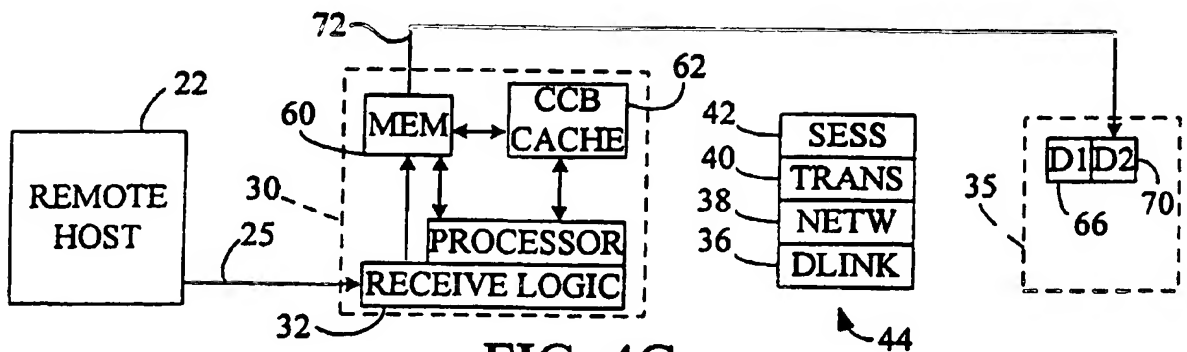 72
22
REMOTE
HOST
25
30
60
MEM
CCB
CACHE
62
PROCESSOR
RECEIVE LOGIC
32
42 SESS
40 TRANS
38 NETW
36 DLINK
44
35
D1 D2
66
70
FIG. 4C